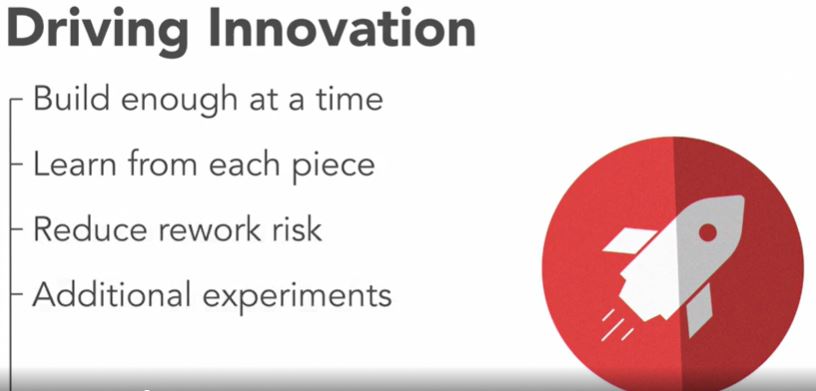 Driving Innovation
Build enough at a time
Learn from each piece
Reduce rework risk
Additional experiments